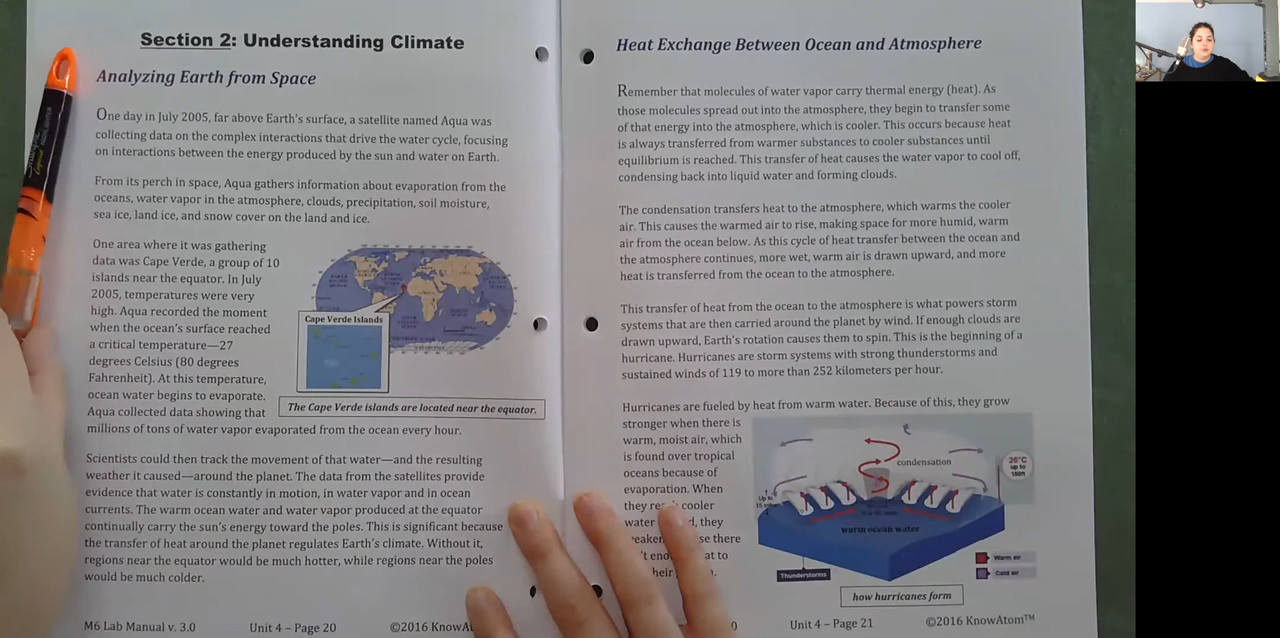 Section 2: Understanding Climate
Analyzing Earth from Space
One day in July 2005, far above Earth's surface, a satellite named Aqua was
collecting data on the complex interactions that drive the water cycle, focusing
on interactions between the energy produced by the sun and water on Earth.
From its perch in space, Aqua gathers information about evaporation from the
oceans, water vapor in the atmosphere, clouds, precipitation, soil moisture,
sea ice, land ice, and snow cover on the land and ice.
One area where it was gathering
data was Cape Verde, a group of 10
islands near the equator. In July
2005, temperatures were very
high. Aqua recorded the moment
when the ocean's surface reached
a critical temperature—27
degrees Celsius (80 degrees
Fahrenheit). At this temperature,
ocean water begins to evaporate.
Aqua collected data showing that
millions of tons of water vapor evaporated from the ocean every hour.
Cape Verde Islands
The Cape Verde islands are located near the equator.
Scientists could then track the movement of that water—and the resulting
weather it caused—around the planet. The data from the satellites provide
evidence that water is constantly in motion, in water vapor and in ocean
currents. The warm ocean water and water vapor produced at the equator
continually carry the sun's energy toward the poles. This is significant because
the transfer of heat around the planet regulates Earth's climate. Without it,
regions near the equator would be much hotter, while regions near the poles
would be much colder.
M6 Lab Manual v. 3.0 Unit 4 – Page 20 ©2016 KnowAt
Heat Exchange Between Ocean and Atmosphere
Remember that molecules of water vapor carry thermal energy (heat). As
those molecules spread out into the atmosphere, they begin to transfer some
of that energy into the atmosphere, which is cooler. This occurs because heat
is always transferred from warmer substances to cooler substances until
equilibrium is reached. This transfer of heat causes the water vapor to cool off,
condensing back into liquid water and forming clouds.
The condensation transfers heat to the atmosphere, which warms the cooler
air. This causes the warmed air to rise, making space for more humid, warm
air from the ocean below. As this cycle of heat transfer between the ocean and
the atmosphere continues, more wet, warm air is drawn upward, and more
heat is transferred from the ocean to the atmosphere.
This transfer of heat from the ocean to the atmosphere is what powers storm
systems that are then carried around the planet by wind. If enough clouds are
drawn upward, Earth's rotation causes them to spin. This is the beginning of a
hurricane. Hurricanes are storm systems with strong thunderstorms and
sustained winds of 119 to more than 252 kilometers per hour.
Hurricanes are fueled by heat from warm water. Because of this, they grow
stronger when there is
warm, moist air, which
is found over tropical
oceans because of
evaporation. When
they cooler
water they
there
to
condensation
26°C
up to
150ft
Up to
warm ocean water
Thunderstorms
Warm air
Cold air
how hurricanes form
0 Unit 4 – Page 21 ©2016 KnowAtom™